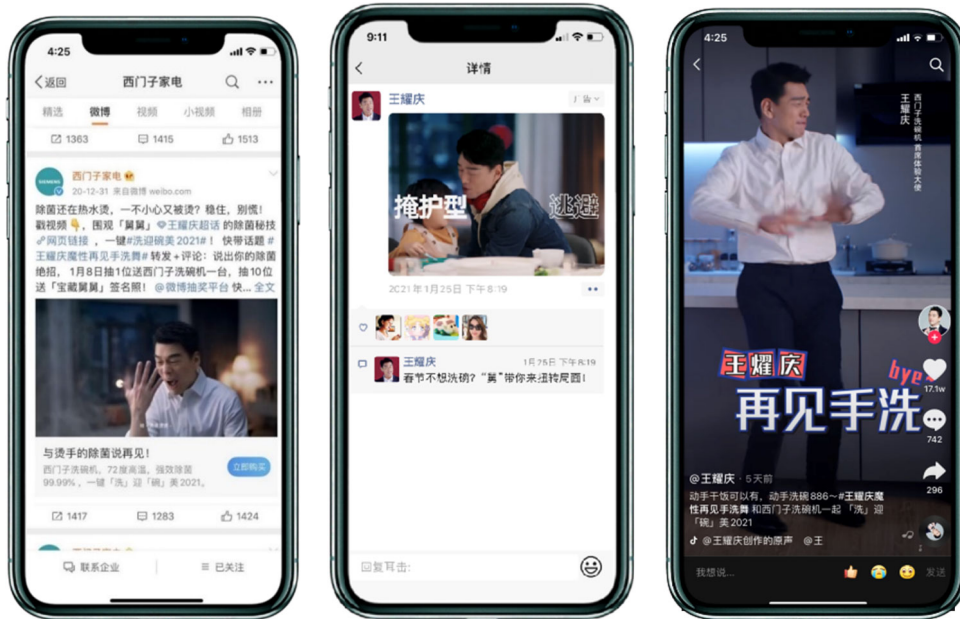 4:25
返回
西门子家电
精选 微博 视频 小视频 相册
1363 1415 1513
SIEMENS
西门子家电
20-12-31 来自微博 weibo.com
除菌还在热水烫，一不小心又被烫？稳住，别慌！
戳视频👇，围观「舅舅」王耀庆超话 的除菌秘技
网页链接 ，一键#洗迎碗美2021#！ 快带话题 #
王耀庆魔性再见手洗舞# 转发+评论：说出你的除菌
绝招， 1月8日抽1位送西门子洗碗机一台，抽10位
送「宝藏舅舅」签名照！ @微博抽奖平台 快... 全文
与烫手的除菌说再见！
西门子洗碗机，72度高温，强效除菌
99.99%，一键「洗」迎「碗」美2021。
立即购买
1417 1283 1424
联系企业
已关注
9:11
详情
王耀庆
广告
掩护型
逃避
2021年1月25日 下午8:19
王耀庆
1月25日 下午8:19
春节不想洗碗？“舅”带你来扭转局面！
4:25
西门子洗碗机 首席体验大使
王耀庆
王耀庆
bye~
再见手洗
17.1w
742
296
@王耀庆 · 5天前
动手干饭可以有，动手洗碗886～#王耀庆魔
性再见手洗舞 和西门子洗碗机一起 「洗」迎
「碗」美2021
@王耀庆创作的原声 @王
我想说...
发送